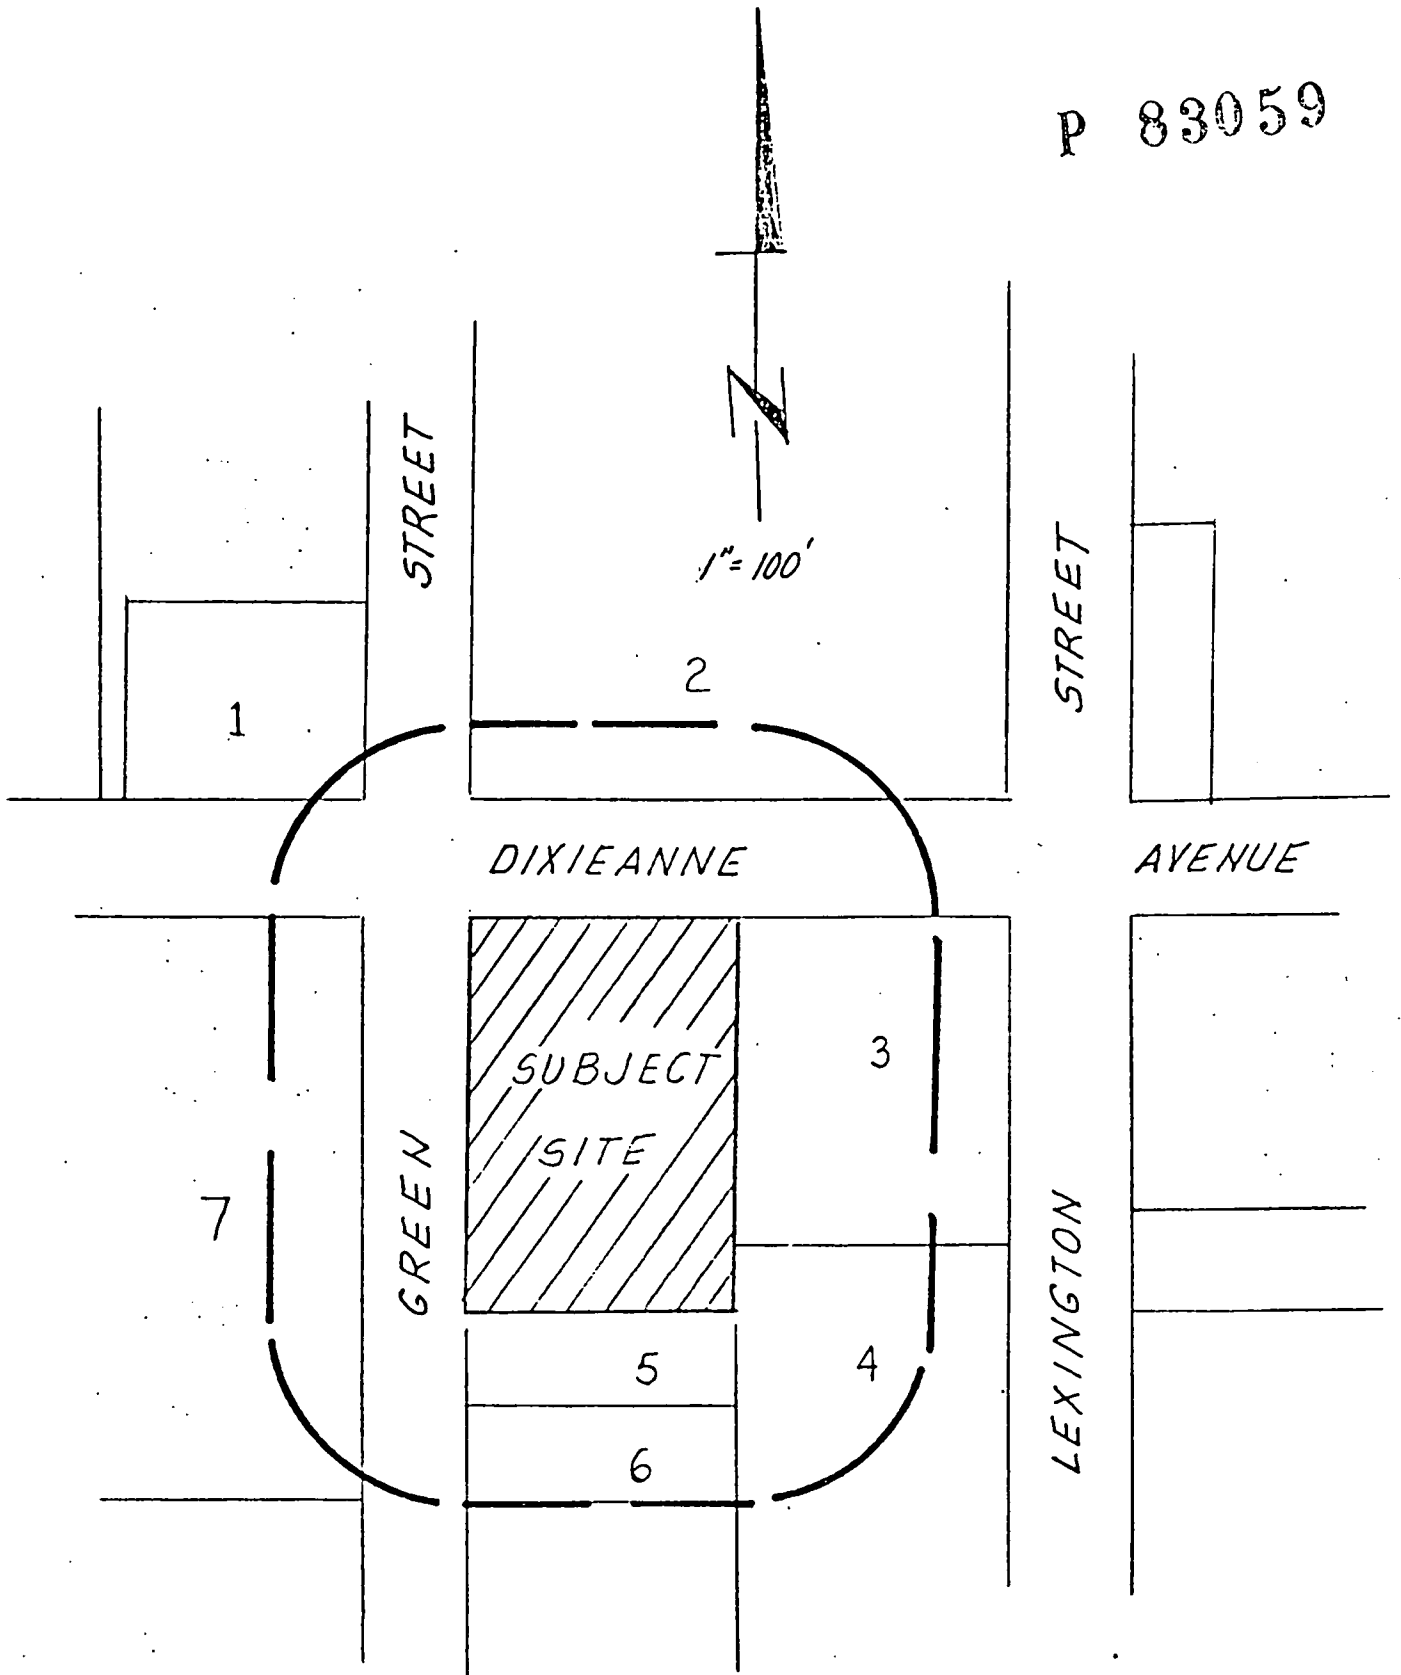 P 83059
N
1"= 100'
STREET
STREET
1
2
DIXIEANNE AVENUE
SUBJECT
SITE
3
GREEN
7
LEXINGTON
4
5
6